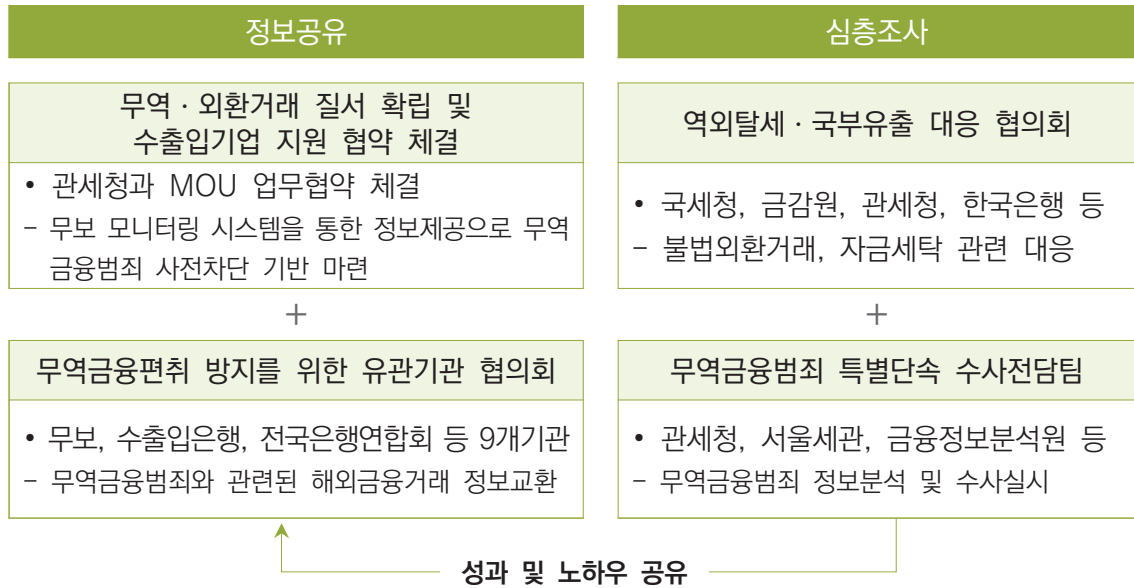 정보공유
무역·외환거래 질서 확립 및
수출입기업 지원 협약 체결
• 관세청과 MOU 업무협약 체결
- 무보 모니터링 시스템을 통한 정보제공으로 무역
금융범죄 사전차단 기반 마련
+
무역금융편취 방지를 위한 유관기관 협의회
• 무보, 수출입은행, 전국은행연합회 등 9개기관
- 무역금융범죄와 관련된 해외금융거래 정보교환
심층조사
역외탈세·국부유출 대응 협의회
• 국세청, 금감원, 관세청, 한국은행 등
- 불법외환거래, 자금세탁 관련 대응
+
무역금융범죄 특별단속 수사전담팀
• 관세청, 서울세관, 금융정보분석원 등
- 무역금융범죄 정보분석 및 수사실시
성과 및 노하우 공유